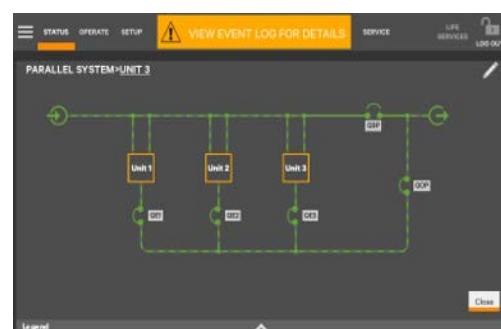 STATUS OPERATE SETUP VIEW EVENT LOG FOR DETAILS SERVICE LIFE SERVICES LOG OUT
PARALLEL SYSTEM>UNIT 3
QBP
Unit 1 Unit 2 Unit 3
QOP
QE1 QE2 QE3
Close
Legend